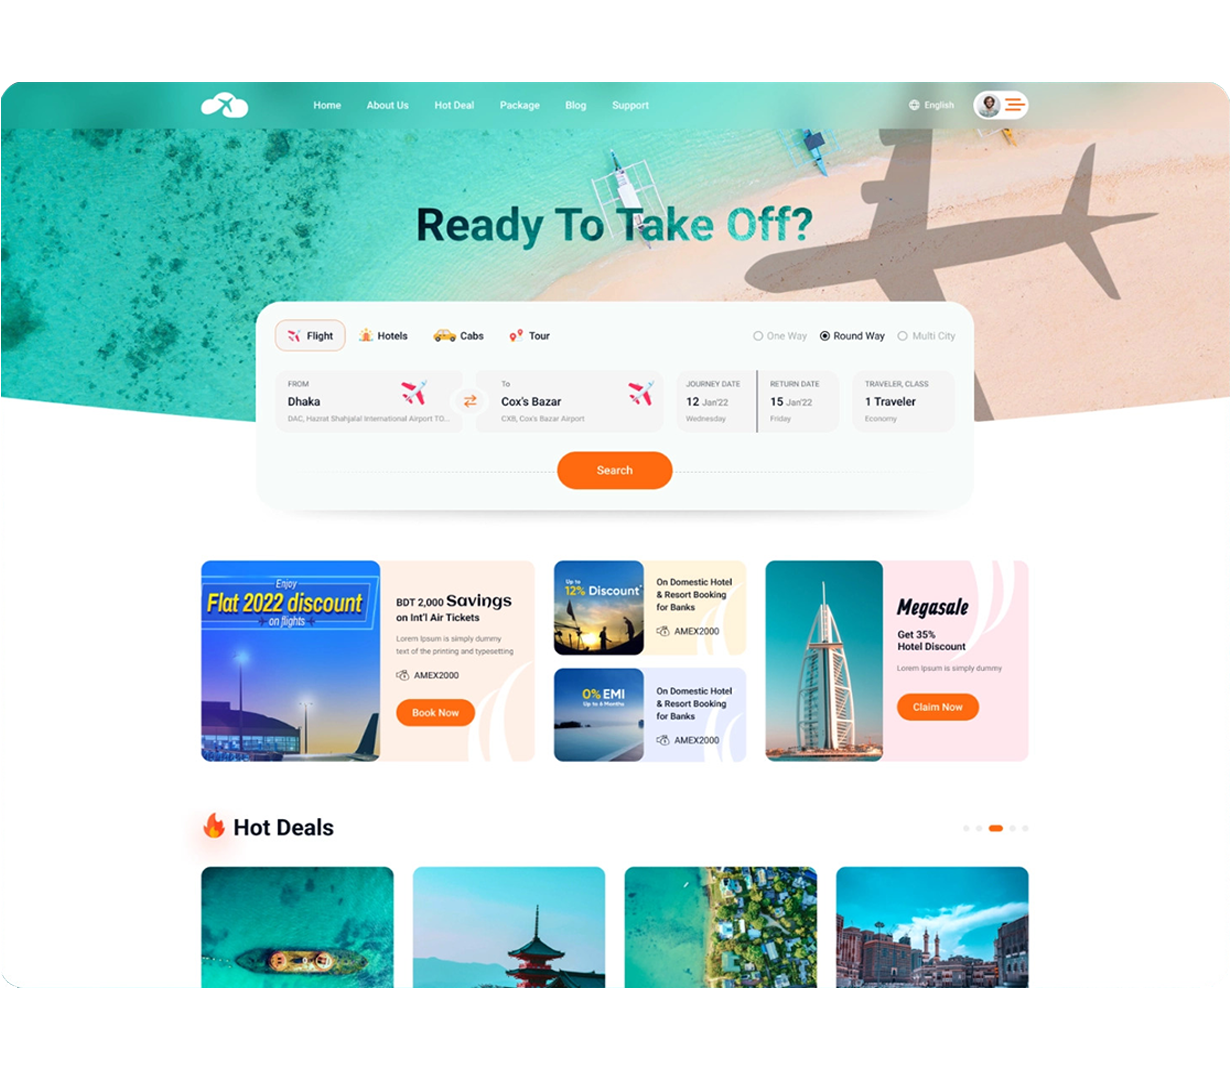 Home About Us Hot Deal Package Blog Support English
Ready To Take Off?
Flight Hotels Cabs Tour One Way Round Way Multi City
FROM To JOURNEY DATE RETURN DATE TRAVELER, CLASS
Dhaka Cox's Bazar 12 Jan'22 15 Jan'22 1 Traveler
DAC, Hazrat Shahjalal International Airport TO... CXB, Cox's Bazar Airport Wednesday Friday Economy
Search
Enjoy
Flat 2022 discount
on flights
BDT 2,000 Savings
on Int'l Air Tickets
Lorem Ipsum is simply dummy
text of the printing and typesetting
AMEX2000
Book Now
Up to
12% Discount*
On Domestic Hotel
& Resort Booking
for Banks
AMEX2000
0% EMI
Up to 6 Months
On Domestic Hotel
& Resort Booking
for Banks
AMEX2000
Megasale
Get 35%
Hotel Discount
Lorem Ipsum is simply dummy
Claim Now
Hot Deals